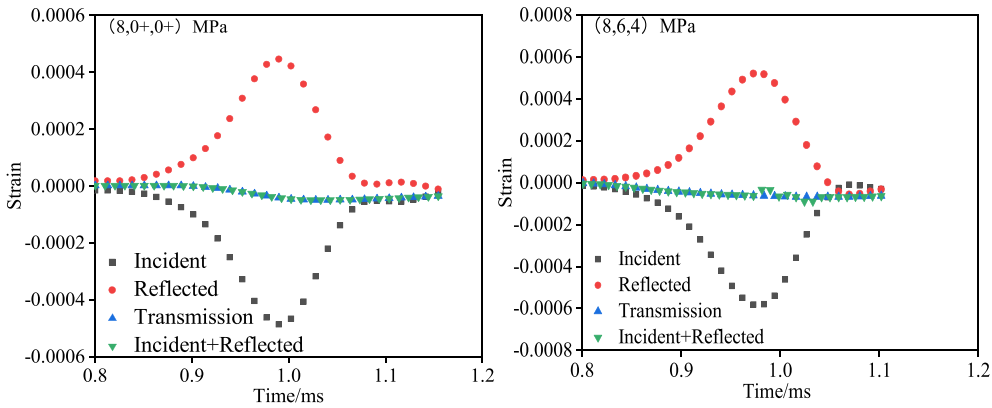 0.0006
0.0004
0.0002
0.0000
-0.0002
-0.0004
-0.0006
Strain
（8,0+,0+）MPa
Incident
Reflected
Transmission
Incident+Reflected
0.8 0.9 1.0 1.1 1.2
Time/ms
0.0008
0.0006
0.0004
0.0002
0.0000
-0.0002
-0.0004
-0.0006
-0.0008
Strain
（8,6,4）MPa
Incident
Reflected
Transmission
Incident+Reflected
0.8 0.9 1.0 1.1 1.2
Time/ms